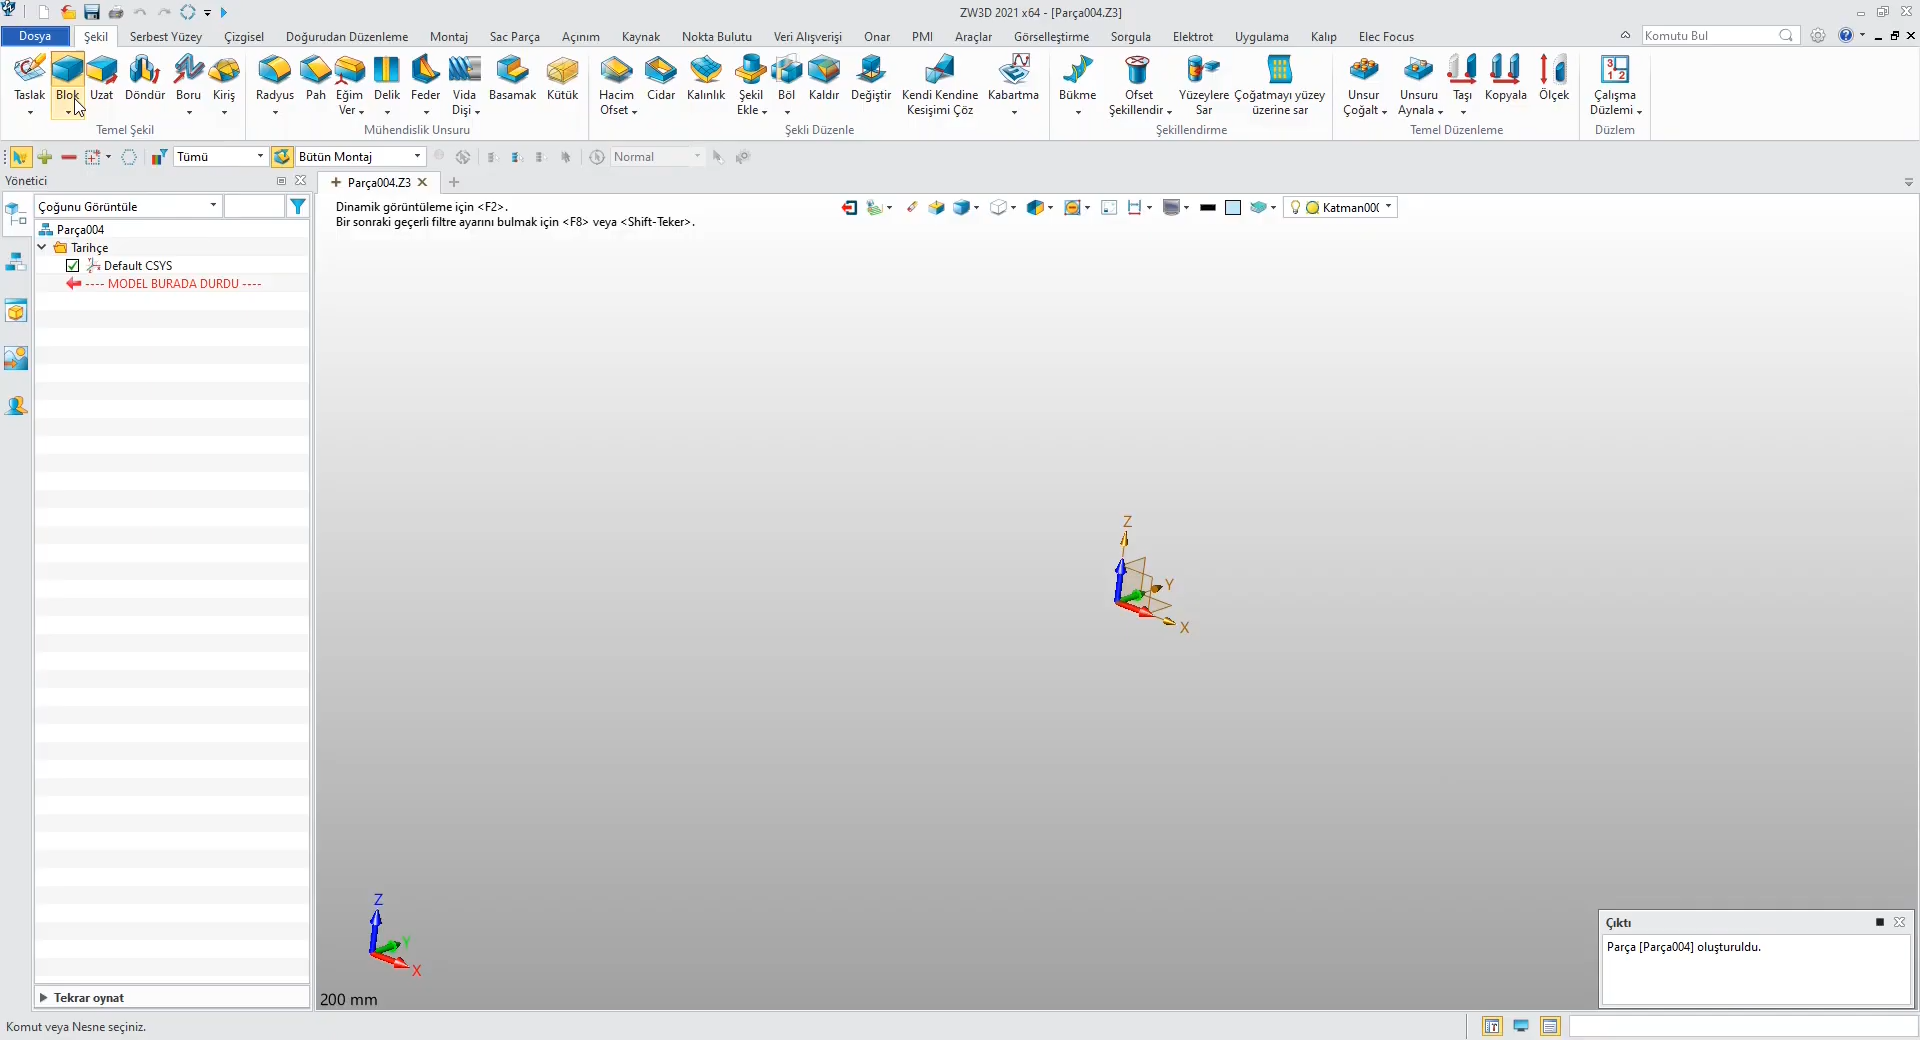 ZW3D 2021 x64 - [Parça004.Z3]
Dosya Şekil Serbest Yüzey Çizgisel Doğurudan Düzenleme Montaj Sac Parça Açınım Kaynak Nokta Bulutu Veri Alışverişi Onar PMI Araçlar Görselleştirme Sorgula Elektrot Uygulama Kalıp Elec Focus Komutu Bul
Taslak Blok Uzat Döndür Boru Kiriş
Temel Şekil
Radyus Pah Eğim Ver Delik Feder Vida Dişi Basamak Kütük
Mühendislik Unsuru
Hacim Ofset Cidar Kalınlık Şekil Ekle Böl Kaldır Değiştir Kendi Kendine Kesişimi Çöz Kabartma
Şekli Düzenle
Bükme Ofset Şekillendir Yüzeylere Sar Çoğatmayı yüzey üzerine sar
Şekillendirme
Unsur Çoğalt Unsuru Aynala Taşı Kopyala Ölçek
Temel Düzenleme
Çalışma Düzlemi
Düzlem
Tümü Bütün Montaj Normal
Yönetici
Parça004.Z3
Çoğunu Görüntüle
Parça004
Tarihçe
Default CSYS
---- MODEL BURADA DURDU ----
Tekrar oynat
Dinamik görüntüleme için <F2>.
Bir sonraki geçerli filtre ayarını bulmak için <F8> veya <Shift-Teker>.
Katman000
Z
Y
X
Z
Y
X
200 mm
Çıktı
Parça [Parça004] oluşturuldu.
Komut veya Nesne seçiniz.